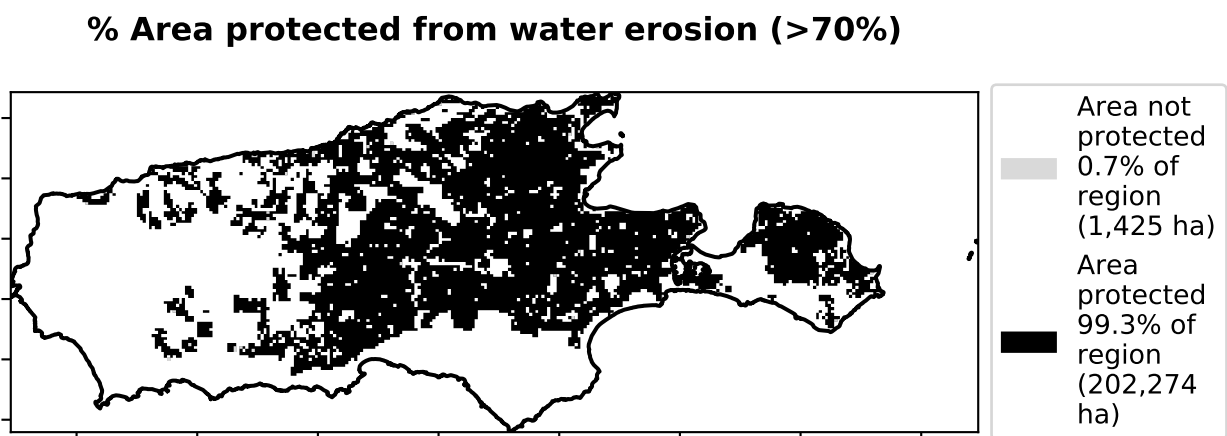 % Area protected from water erosion (>70%)
Area not
protected
0.7% of
region
(1,425 ha)
Area
protected
99.3% of
region
(202,274
ha)